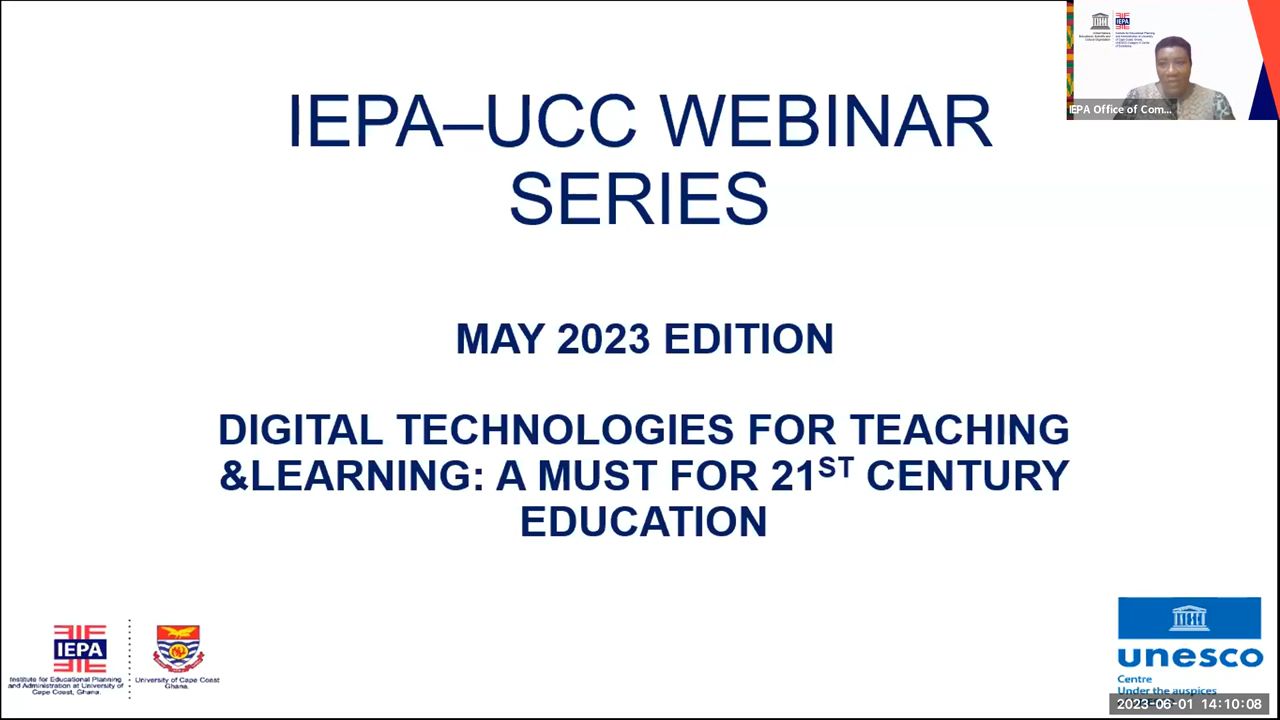 IEPA–UCC WEBINAR
SERIES
MAY 2023 EDITION
DIGITAL TECHNOLOGIES FOR TEACHING
&LEARNING: A MUST FOR 21ST CENTURY
EDUCATION
IEPA
IEPA Office of Com...
IEPA
Institute for Educational Planning
and Administration at University of
Cape Coast, Ghana.
University of Cape Coast
Ghana.
unesco
Centre
Under the auspices
2023-06-01 14:10:08